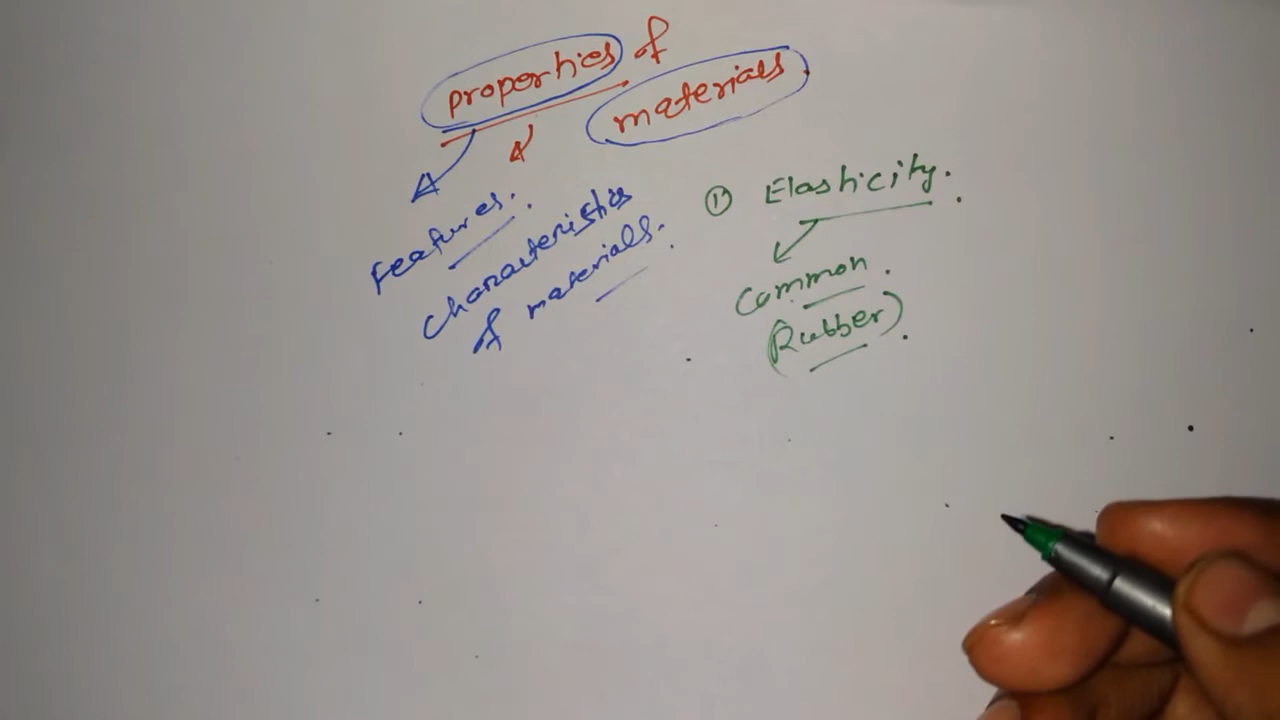 properties of
materials.
Features.
characteristics
of materials.
① Elasticity.
Common.
(Rubber).